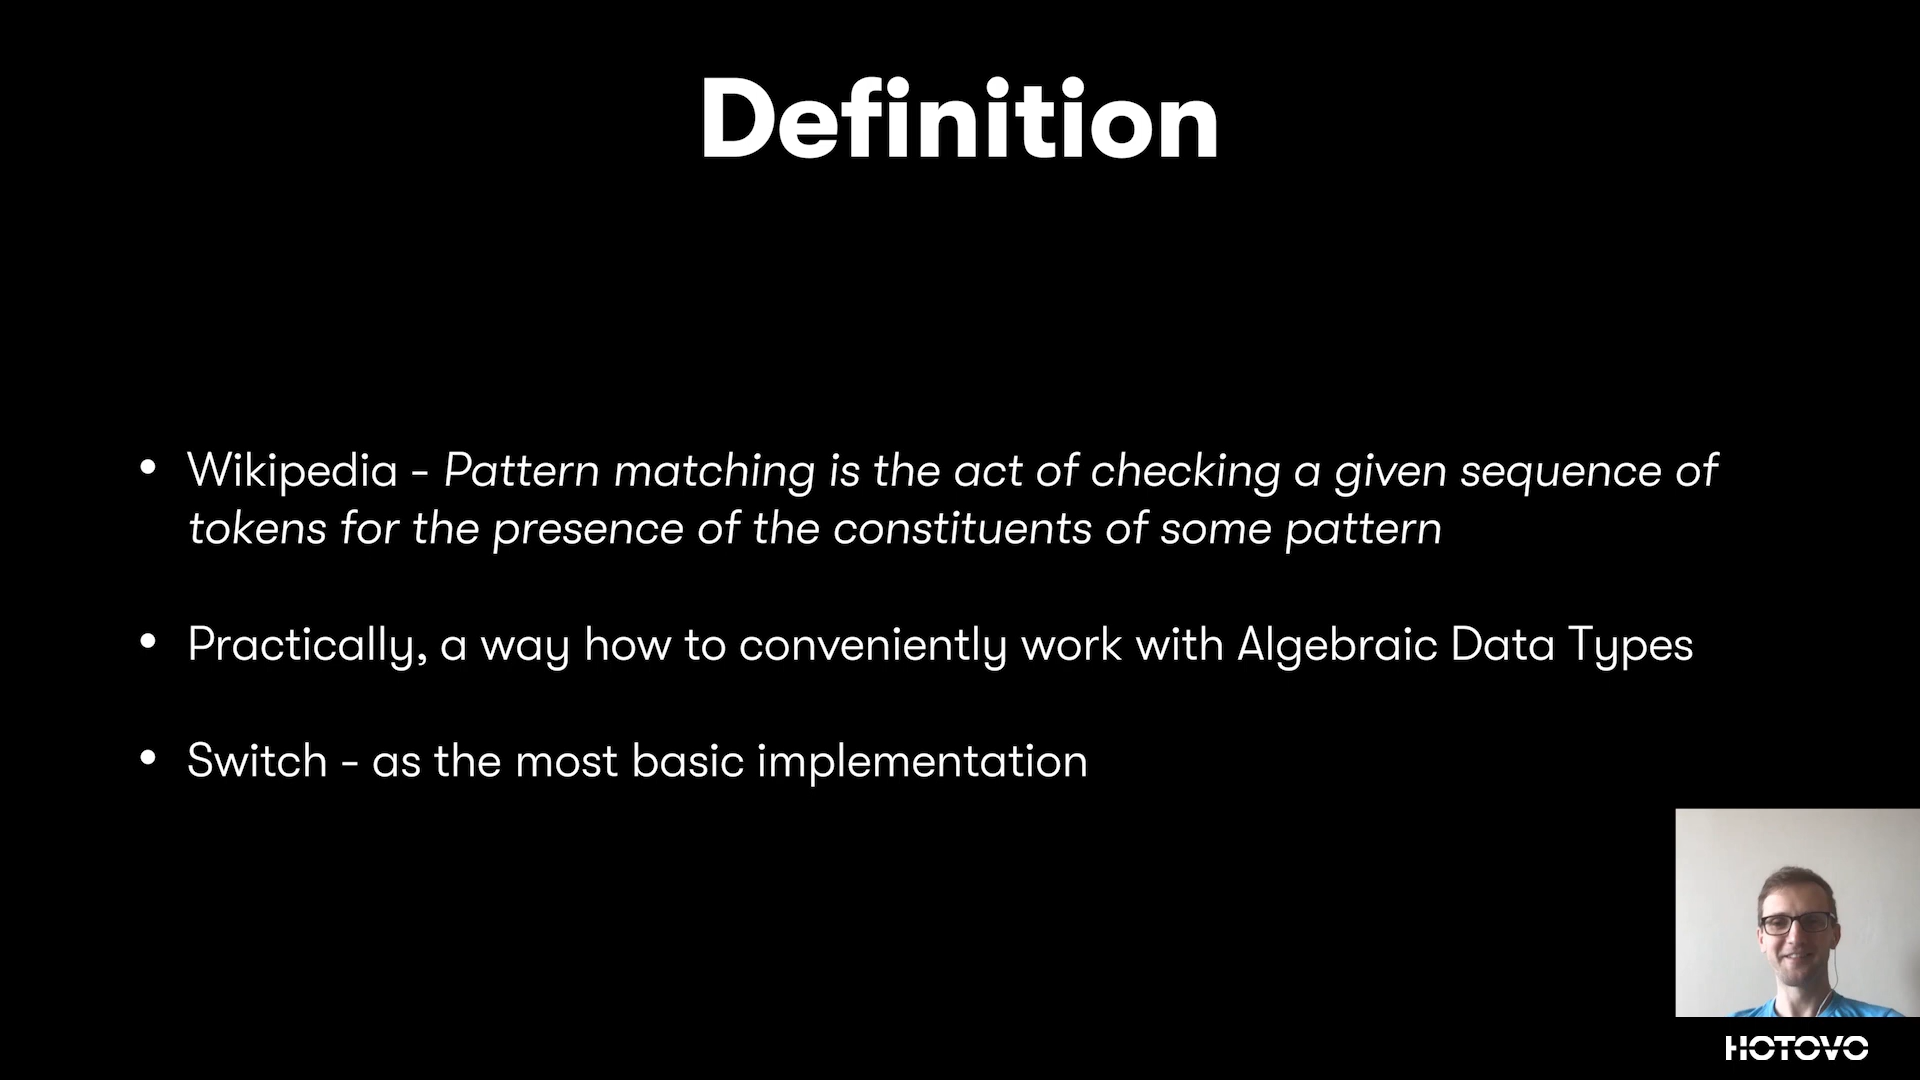 Definition
• Wikipedia - Pattern matching is the act of checking a given sequence of
tokens for the presence of the constituents of some pattern
• Practically, a way how to conveniently work with Algebraic Data Types
• Switch - as the most basic implementation
HOTOVO